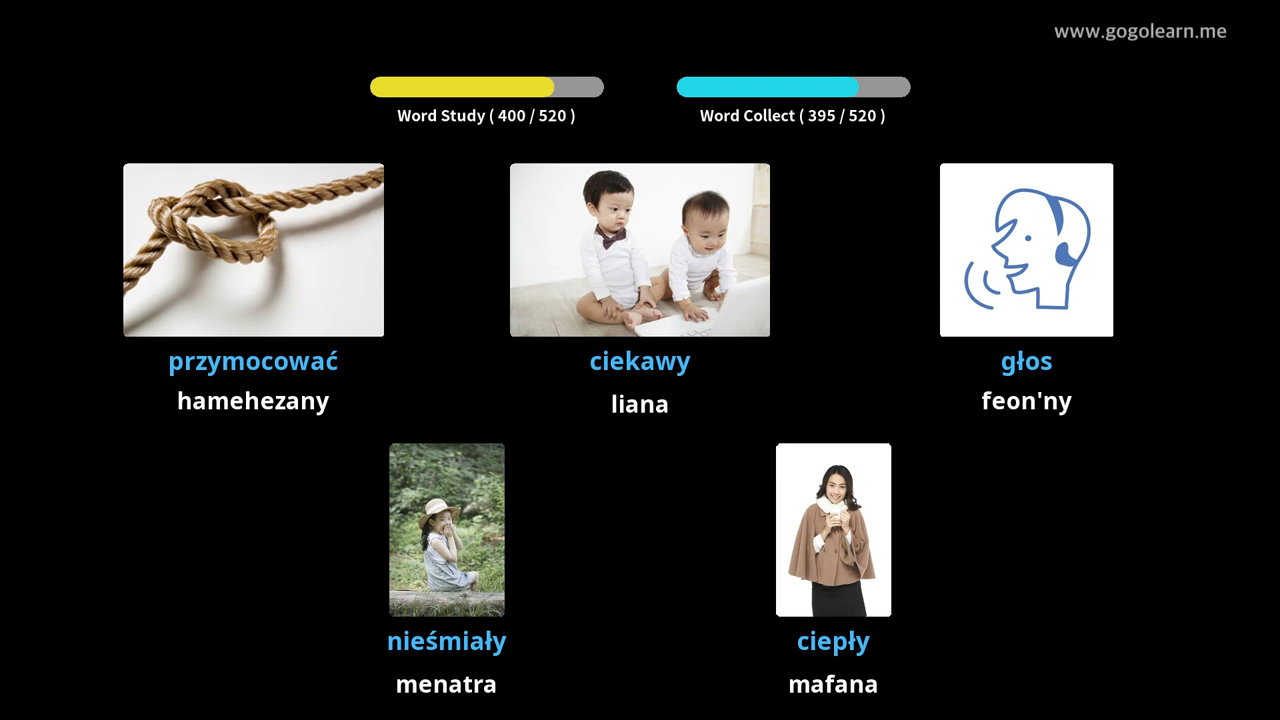 www.gogolearn.me
Word Study ( 400 / 520 )
Word Collect ( 395 / 520 )
przymocować
hamehezany
ciekawy
liana
głos
feon'ny
nieśmiały
menatra
ciepły
mafana